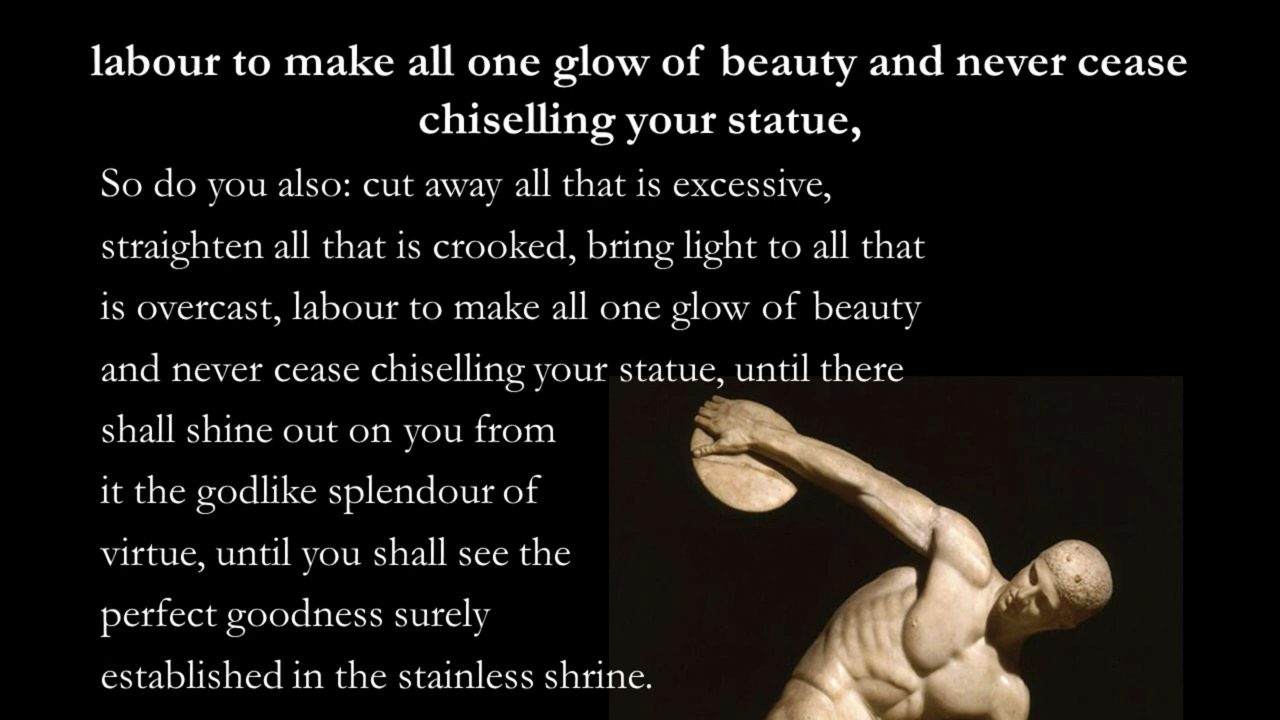 labour to make all one glow of beauty and never cease
chiselling your statue,
So do you also: cut away all that is excessive,
straighten all that is crooked, bring light to all that
is overcast, labour to make all one glow of beauty
and never cease chiselling your statue, until there
shall shine out on you from
it the godlike splendour of
virtue, until you shall see the
perfect goodness surely
established in the stainless shrine.